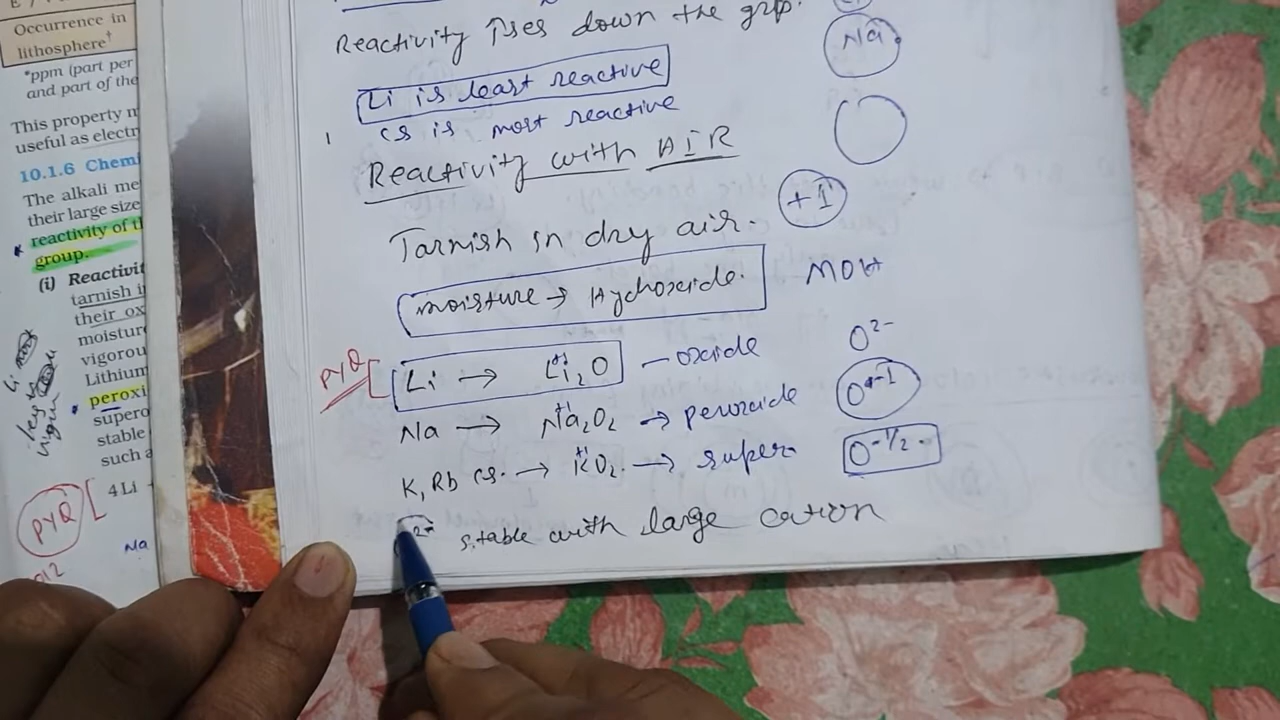 Occurrence in
lithosphere†
*ppm (part per
and part of the
This property m
useful as electr
10.1.6 Chemi
The alkali me
their large size
reactivity of t
group.
(i) Reactivit
tarnish i
their ox
moisture
vigorou
Lithium
peroxi
supero
stable
such a
4Li
PYQ
Na
Reactivity ↑ses down the grp.
Na
Li is least reactive
Cs is most reactive
Reactivity with AIR
Tarnish in dry air. +1
moisture → Hydroxide. MOH
PYQ [ Li → Li₂O — oxide O²⁻
Na → Na₂O₂ → peroxide O⁻¹
K, Rb Cs. → KO₂. → super. O⁻¹/².
stable with large cation